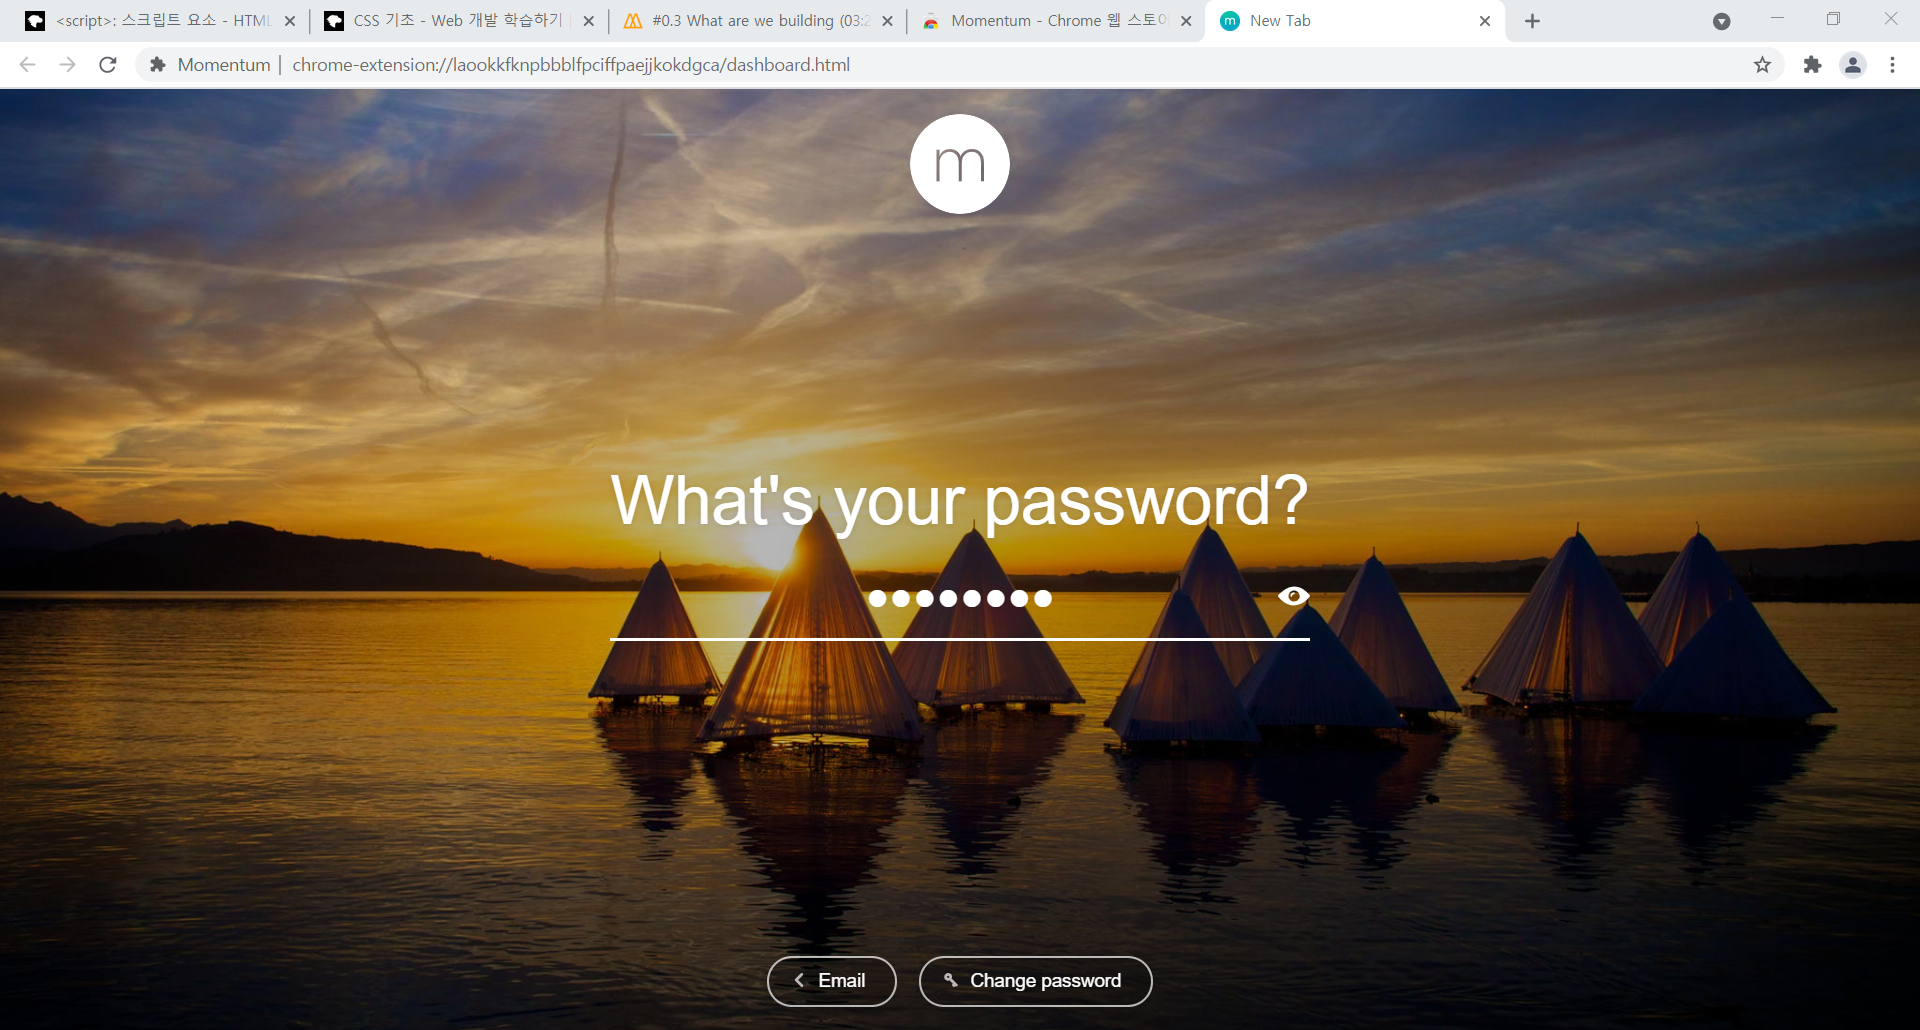 <script>: 스크립트 요소 - HTML
CSS 기초 - Web 개발 학습하기
#0.3 What are we building (03:2
Momentum - Chrome 웹 스토어
m New Tab
Momentum | chrome-extension://laookkfknpbbblfpciffpaejjkokdgca/dashboard.html
m
What's your password?
Email
Change password